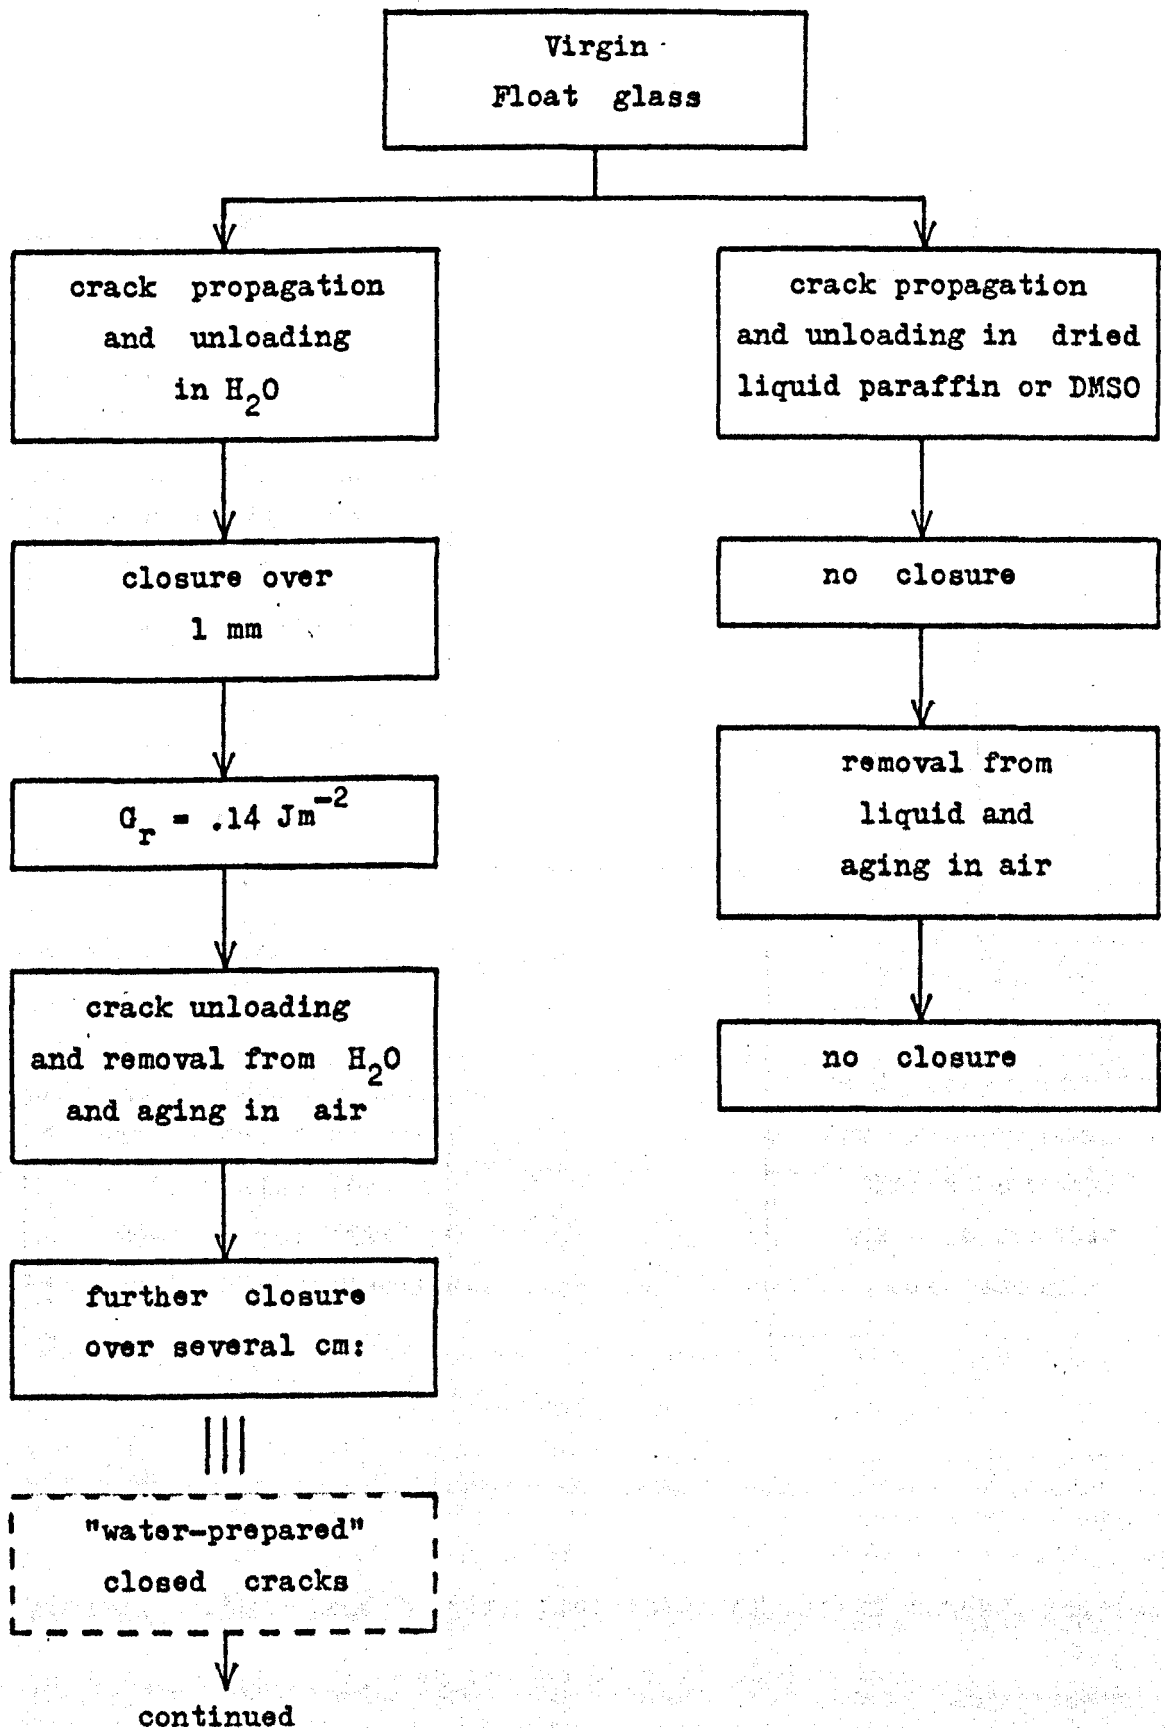 Virgin
Float glass
crack propagation
and unloading
in H₂O
crack propagation
and unloading in dried
liquid paraffin or DMSO
closure over
1 mm
no closure
G_r = .14 Jm⁻²
removal from
liquid and
aging in air
crack unloading
and removal from H₂O
and aging in air
no closure
further closure
over several cm:
"water-prepared"
closed cracks
continued